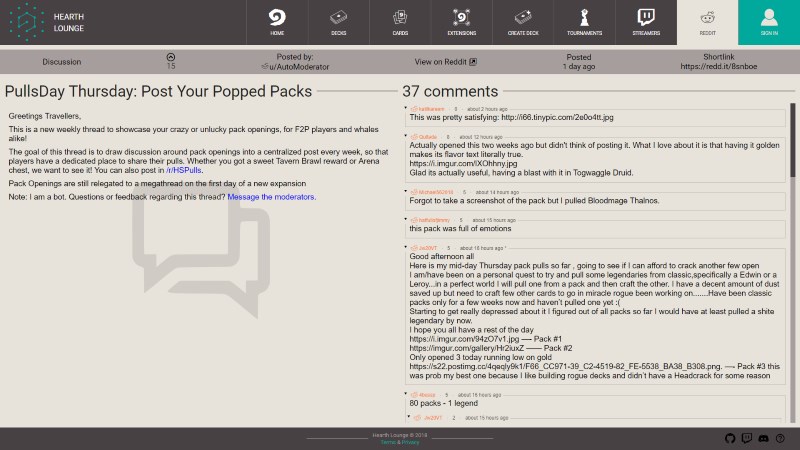 HEARTH
LOUNGE
HOME
DECKS
CARDS
EXTENSIONS
CREATE DECK
TOURNAMENTS
STREAMERS
REDDIT
SIGN IN
Discussion
15
Posted by:
u/AutoModerator
View on Reddit
Posted
1 day ago
Shortlink
https://redd.it/8snboe
PullsDay Thursday: Post Your Popped Packs
Greetings Travellers,
This is a new weekly thread to showcase your crazy or unlucky pack openings, for F2P players and whales
alike!
The goal of this thread is to draw discussion around pack openings into a centralized post every week, so that
players have a dedicated place to share their pulls. Whether you got a sweet Tavern Brawl reward or Arena
chest, we want to see it! You can also post in /r/HSPulls.
Pack Openings are still relegated to a megathread on the first day of a new expansion
Note: I am a bot. Questions or feedback regarding this thread? Message the moderators.
37 comments
8 · about 2 hours ago
This was pretty satisfying: http://i66.tinypic.com/2e0o4tt.jpg
8 · about 12 hours ago
Actually opened this two weeks ago but didn't think of posting it. What I love about it is that having it golden
makes its flavor text literally true.
https://i.imgur.com/lXOhhny.jpg
Glad its actually useful, having a blast with it in Togwaggle Druid.
5 · about 14 hours ago
Forgot to take a screenshot of the pack but I pulled Bloodmage Thalnos.
about 15 hours ago
this pack was full of emotions
Jei20VT · 5 · about 16 hours ago *
Good afternoon all
Here is my mid-day Thursday pack pulls so far , going to see if I can afford to crack another few open
I am/have been on a personal quest to try and pull some legendaries from classic,specifically a Edwin or a
Leroy...in a perfect world I will pull one from a pack and then craft the other. I have a decent amount of dust
saved up but need to craft few other cards to go in miracle rogue been working on.......Have been classic
packs only for a few weeks now and haven't pulled one yet :(
Starting to get really depressed about it I figured out of all packs so far I would have at least pulled a shite
legendary by now.
I hope you all have a rest of the day
https://i.imgur.com/94zO7v1.jpg —- Pack #1
https://imgur.com/gallery/Hr2iuxZ —— Pack #2
Only opened 3 today running low on gold
https://s22.postimg.cc/4qeqly9k1/F66_CC971-39_C2-4519-82_FE-5538_BA38_B308.png. —- Pack #3 this
was prob my best one because I like building rogue decks and didn't have a Headcrack for some reason
5 · about 16 hours ago
80 packs - 1 legend
Jei20VT · 2 · about 15 hours ago
Hearth Lounge © 2018
Terms & Privacy